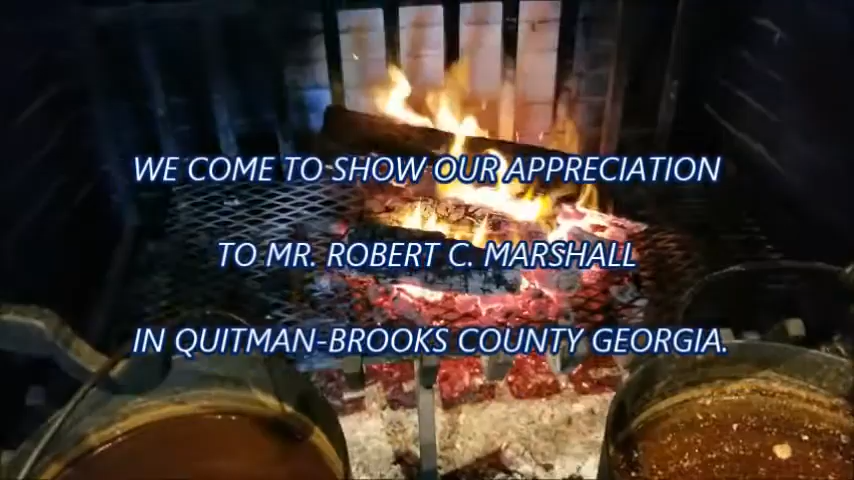 WE COME TO SHOW OUR APPRECIATION
TO MR. ROBERT C. MARSHALL
IN QUITMAN-BROOKS COUNTY GEORGIA.